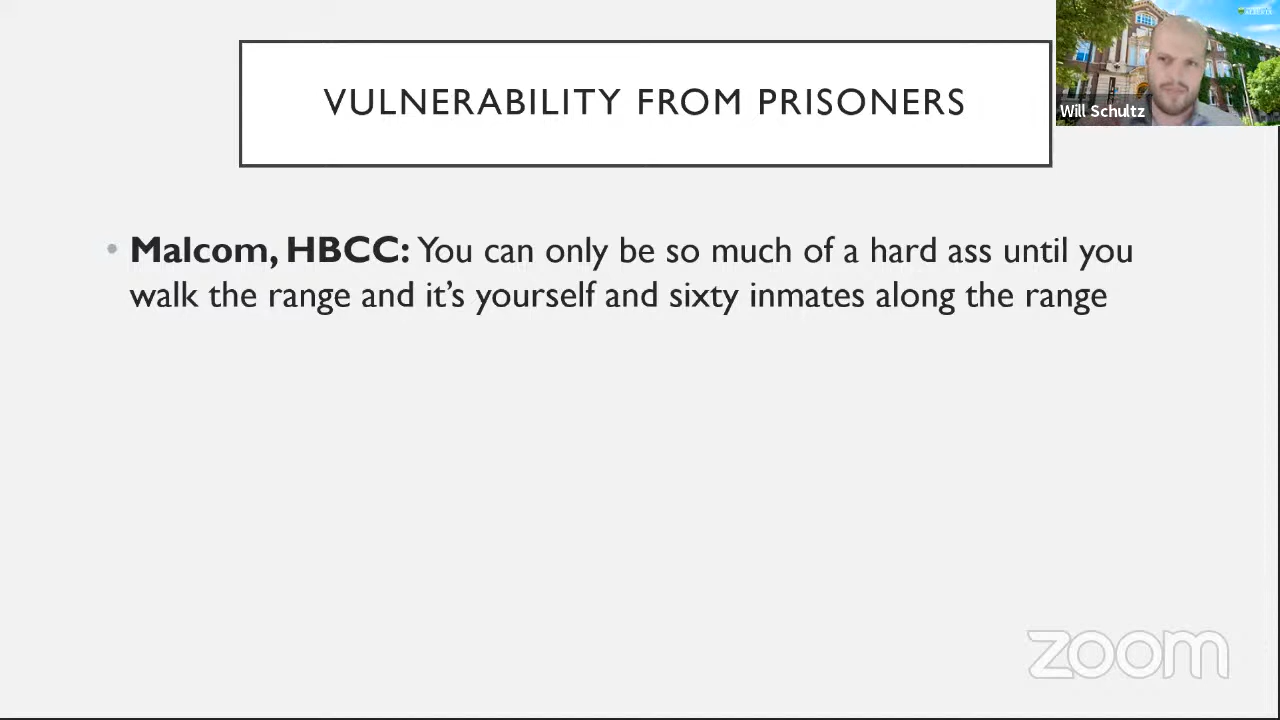 VULNERABILITY FROM PRISONERS
ALBERTA
Will Schultz
• Malcom, HBCC: You can only be so much of a hard ass until you
walk the range and it's yourself and sixty inmates along the range
zoom